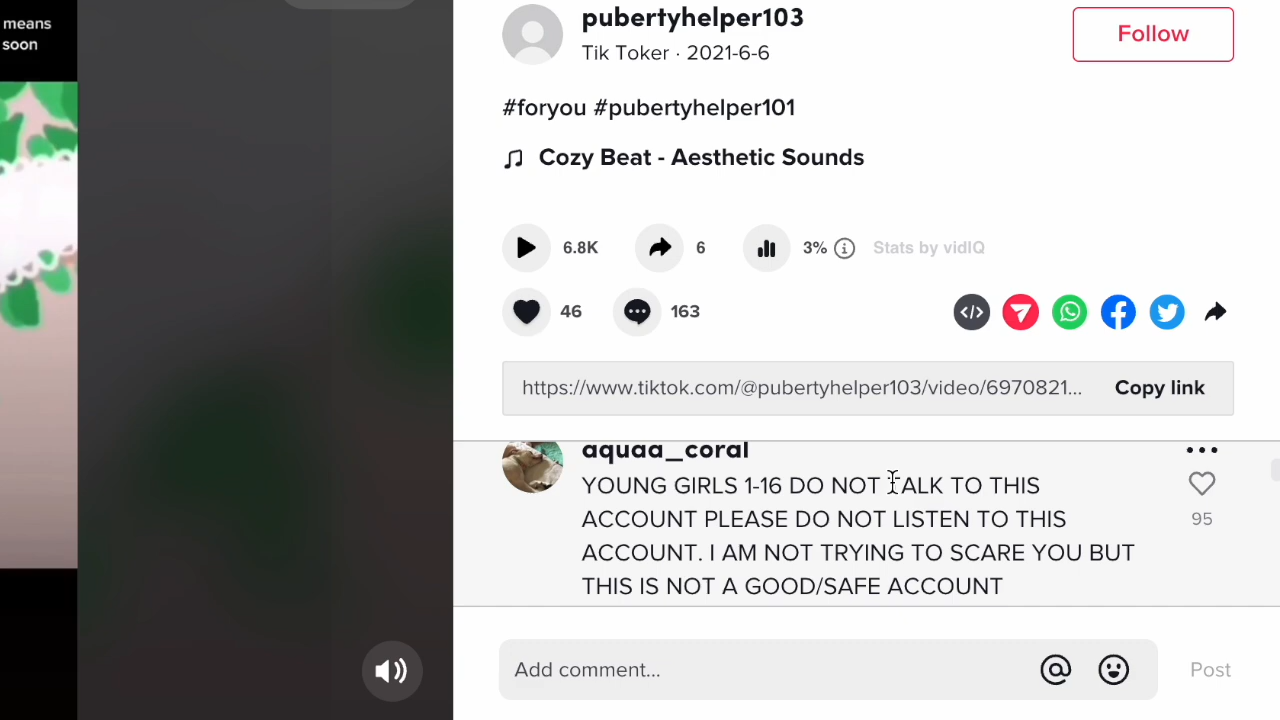 means
soon
pubertyhelper103
Tik Toker · 2021-6-6
Follow
#foryou #pubertyhelper101
Cozy Beat - Aesthetic Sounds
6.8K
6
3%
Stats by vidIQ
46
163
https://www.tiktok.com/@pubertyhelper103/video/6970821...
Copy link
aquaa_coral
YOUNG GIRLS 1-16 DO NOT TALK TO THIS
ACCOUNT PLEASE DO NOT LISTEN TO THIS
ACCOUNT. I AM NOT TRYING TO SCARE YOU BUT
THIS IS NOT A GOOD/SAFE ACCOUNT
95
Add comment...
Post